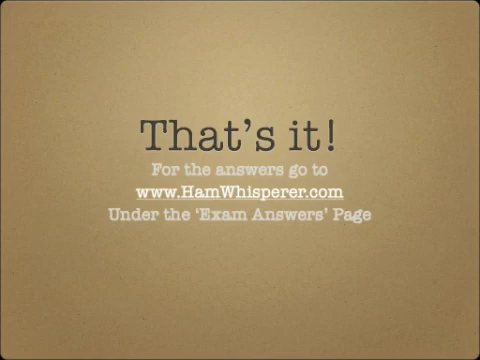 That's it!
For the answers go to
www.HamWhisperer.com
Under the ‘Exam Answers’ Page